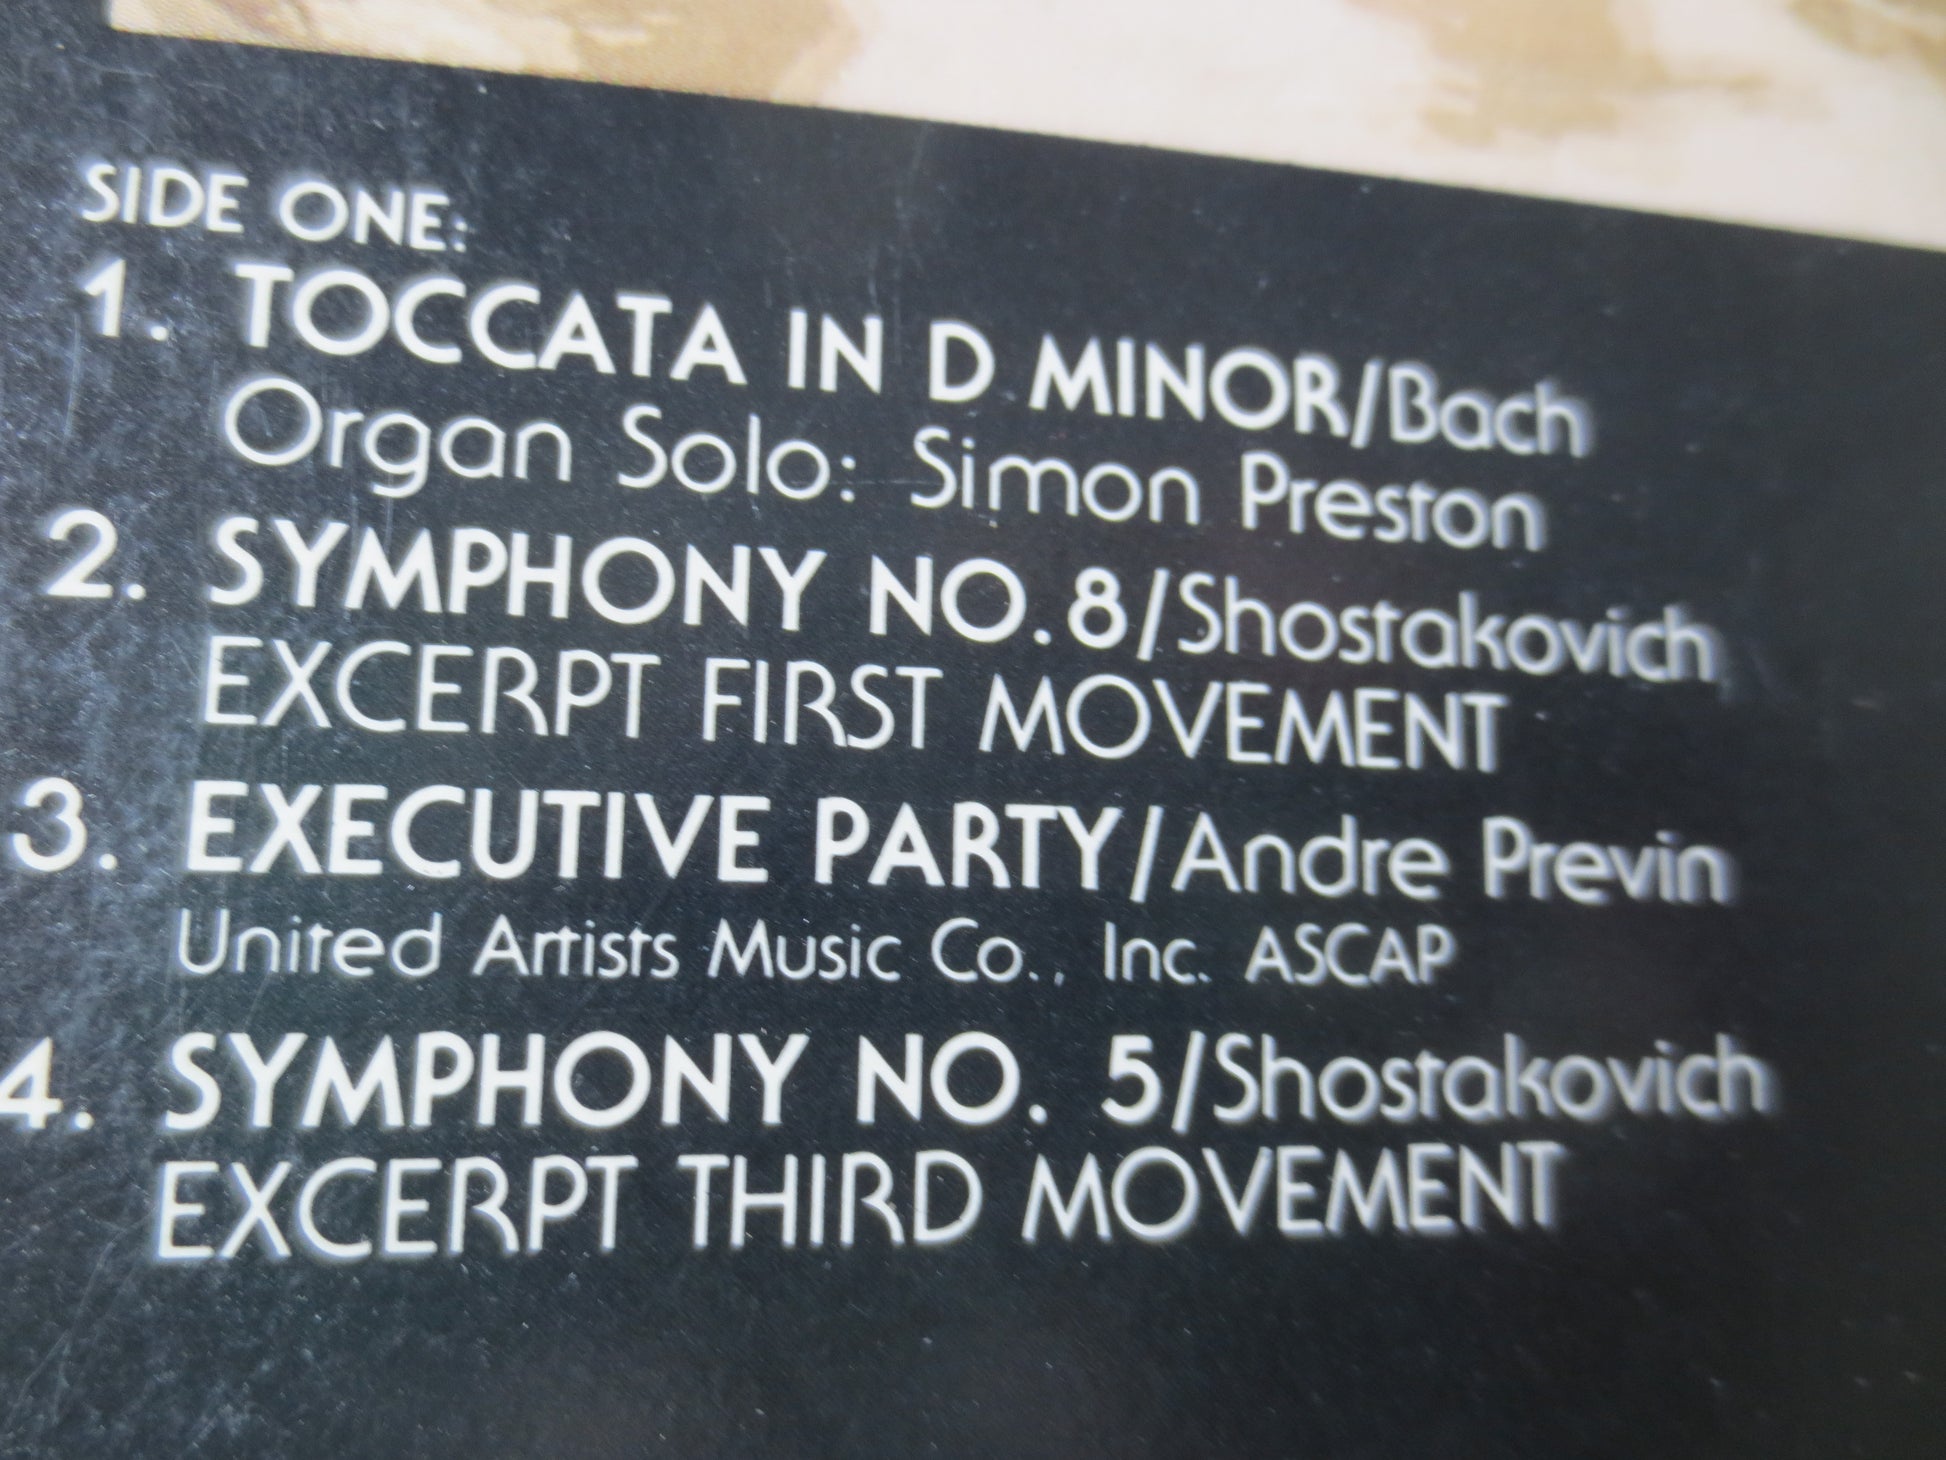 SIDE ONE:
1. TOCCATA IN D MINOR/Bach
Organ Solo: Simon Preston
2. SYMPHONY NO. 8/Shostakovich
EXCERPT FIRST MOVEMENT
3. EXECUTIVE PARTY/Andre Previn
United Artists Music Co., Inc. ASCAP
4. SYMPHONY NO. 5/Shostakovich
EXCERPT THIRD MOVEMENT